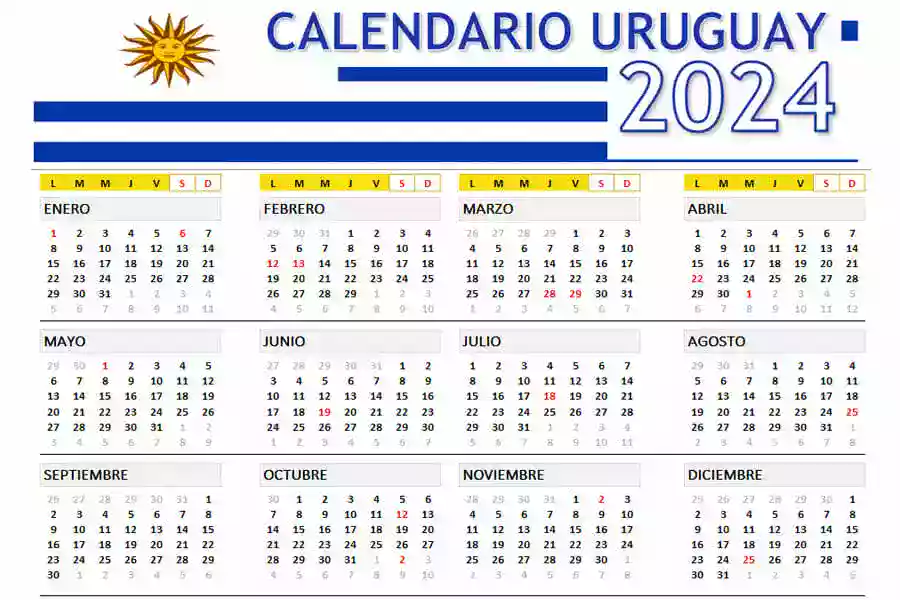 CALENDARIO URUGUAY
2024
L M M J V S D
ENERO
1 2 3 4 5 6 7
8 9 10 11 12 13 14
15 16 17 18 19 20 21
22 23 24 25 26 27 28
29 30 31 1 2 3 4
5 6 7 8 9 10 11
L M M J V S D
FEBRERO
29 30 31 1 2 3 4
5 6 7 8 9 10 11
12 13 14 15 16 17 18
19 20 21 22 23 24 25
26 27 28 29 1 2 3
4 5 6 7 8 9 10
L M M J V S D
MARZO
26 27 28 29 1 2 3
4 5 6 7 8 9 10
11 12 13 14 15 16 17
18 19 20 21 22 23 24
25 26 27 28 29 30 31
1 2 3 4 5 6 7
L M M J V S D
ABRIL
1 2 3 4 5 6 7
8 9 10 11 12 13 14
15 16 17 18 19 20 21
22 23 24 25 26 27 28
29 30 1 2 3 4 5
6 7 8 9 10 11 12
MAYO
29 30 1 2 3 4 5
6 7 8 9 10 11 12
13 14 15 16 17 18 19
20 21 22 23 24 25 26
27 28 29 30 31 1 2
3 4 5 6 7 8 9
JUNIO
27 28 29 30 31 1 2
3 4 5 6 7 8 9
10 11 12 13 14 15 16
17 18 19 20 21 22 23
24 25 26 27 28 29 30
1 2 3 4 5 6 7
JULIO
1 2 3 4 5 6 7
8 9 10 11 12 13 14
15 16 17 18 19 20 21
22 23 24 25 26 27 28
29 30 31 1 2 3 4
5 6 7 8 9 10 11
AGOSTO
29 30 31 1 2 3 4
5 6 7 8 9 10 11
12 13 14 15 16 17 18
19 20 21 22 23 24 25
26 27 28 29 30 31 1
2 3 4 5 6 7 8
SEPTIEMBRE
26 27 28 29 30 31 1
2 3 4 5 6 7 8
9 10 11 12 13 14 15
16 17 18 19 20 21 22
23 24 25 26 27 28 29
30 1 2 3 4 5 6
OCTUBRE
30 1 2 3 4 5 6
7 8 9 10 11 12 13
14 15 16 17 18 19 20
21 22 23 24 25 26 27
28 29 30 31 1 2 3
4 5 6 7 8 9 10
NOVIEMBRE
28 29 30 31 1 2 3
4 5 6 7 8 9 10
11 12 13 14 15 16 17
18 19 20 21 22 23 24
25 26 27 28 29 30 1
2 3 4 5 6 7 8
DICIEMBRE
25 26 27 28 29 30 1
2 3 4 5 6 7 8
9 10 11 12 13 14 15
16 17 18 19 20 21 22
23 24 25 26 27 28 29
30 31 1 2 3 4 5